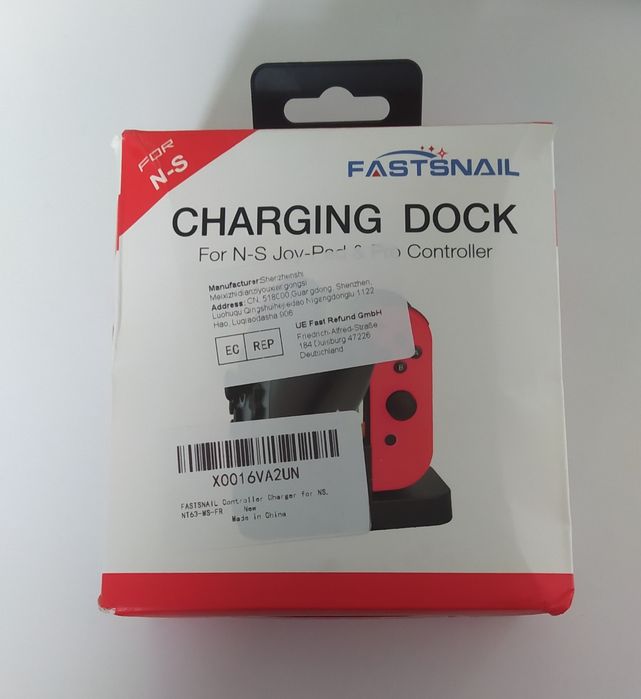 FOR
N-S
FASTSNAIL
CHARGING DOCK
For N-S Joy-Pad & Pro Controller
Manufacturer:Shenzhenshi
Meixizhidianziyouxiangongsi
Address: CN, 518000,Guangdong, Shenzhen,
Luohuqu Qingshuihejiedao Nigengdonglu 1122
Hao, Luqiaodasha 906
EC REP
UE Fast Refund GmbH
Friedrich-Alfred-Straße
184 Duisburg 47226
Deutschland
A
B
X0016VA2UN
FASTSNAIL Controller Charger for NS,
NT63-WS-FR New
Made in China